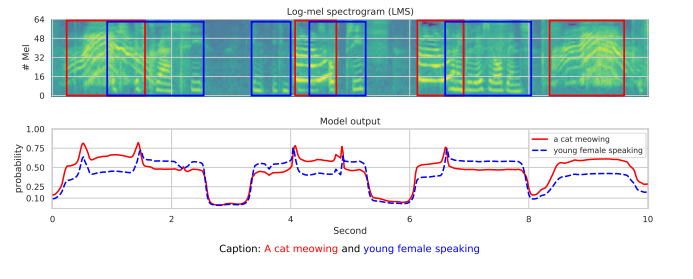 Log-mel spectrogram (LMS)
# Mel
64
48
32
16
0
Model output
probability
1.00
0.75
0.50
0.25
0.10
a cat meowing
young female speaking
0 2 4 6 8 10
Second
Caption: A cat meowing and young female speaking